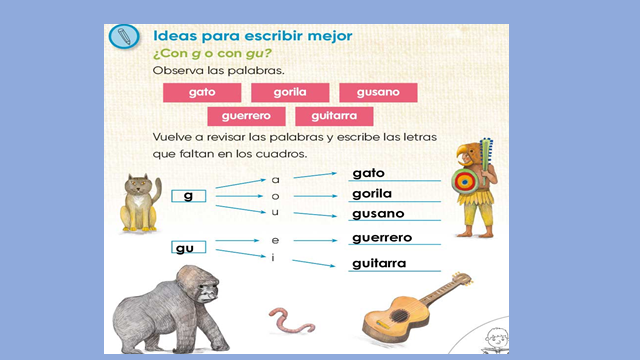 Ideas para escribir mejor
¿Con g o con gu?
Observa las palabras.
gato gorila gusano
guerrero guitarra
Vuelve a revisar las palabras y escribe las letras
que faltan en los cuadros.
g
a gato
o gorila
u gusano
gu
e guerrero
i guitarra